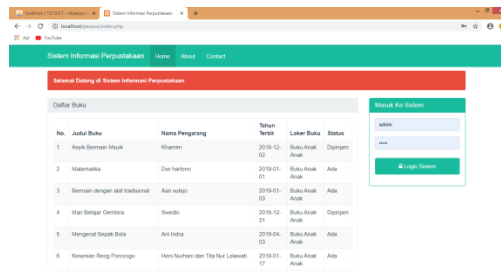 localhost / 127.0.0.1 / dbperpus
Sistem Informasi Perpustakaan
localhost/perpus/index.php
Apl YouTube
Sistem Informasi Perpustakaan Home About Contact
Selamat Datang di Sistem Informasi Perpustakaan
Daftar Buku
No. Judul Buku Nama Pengarang Tahun Terbit Loker Buku Status
1 Asyik Bermain Musik Khamim 2018-12-02 Buku Anak Anak Dipinjam
2 Matematika Dwi hartono 2019-01-01 Buku Anak Anak Ada
3 Bermain dengan alat tradisional Aan sutejo 2019-01-03 Buku Anak Anak Ada
4 Mari Belajar Gembira Swedio 2019-12-31 Buku Anak Anak Dipinjam
5 Mengenal Sepak Bola Ani Indra 2019-04-03 Buku Anak Anak Ada
6 Kesenian Reog Ponorogo Heni Nurhani dan Tita Nur Lelawati 2019-01-17 Buku Anak Anak Ada
Masuk Ke Sistem
admin
•••••
Login Sistem